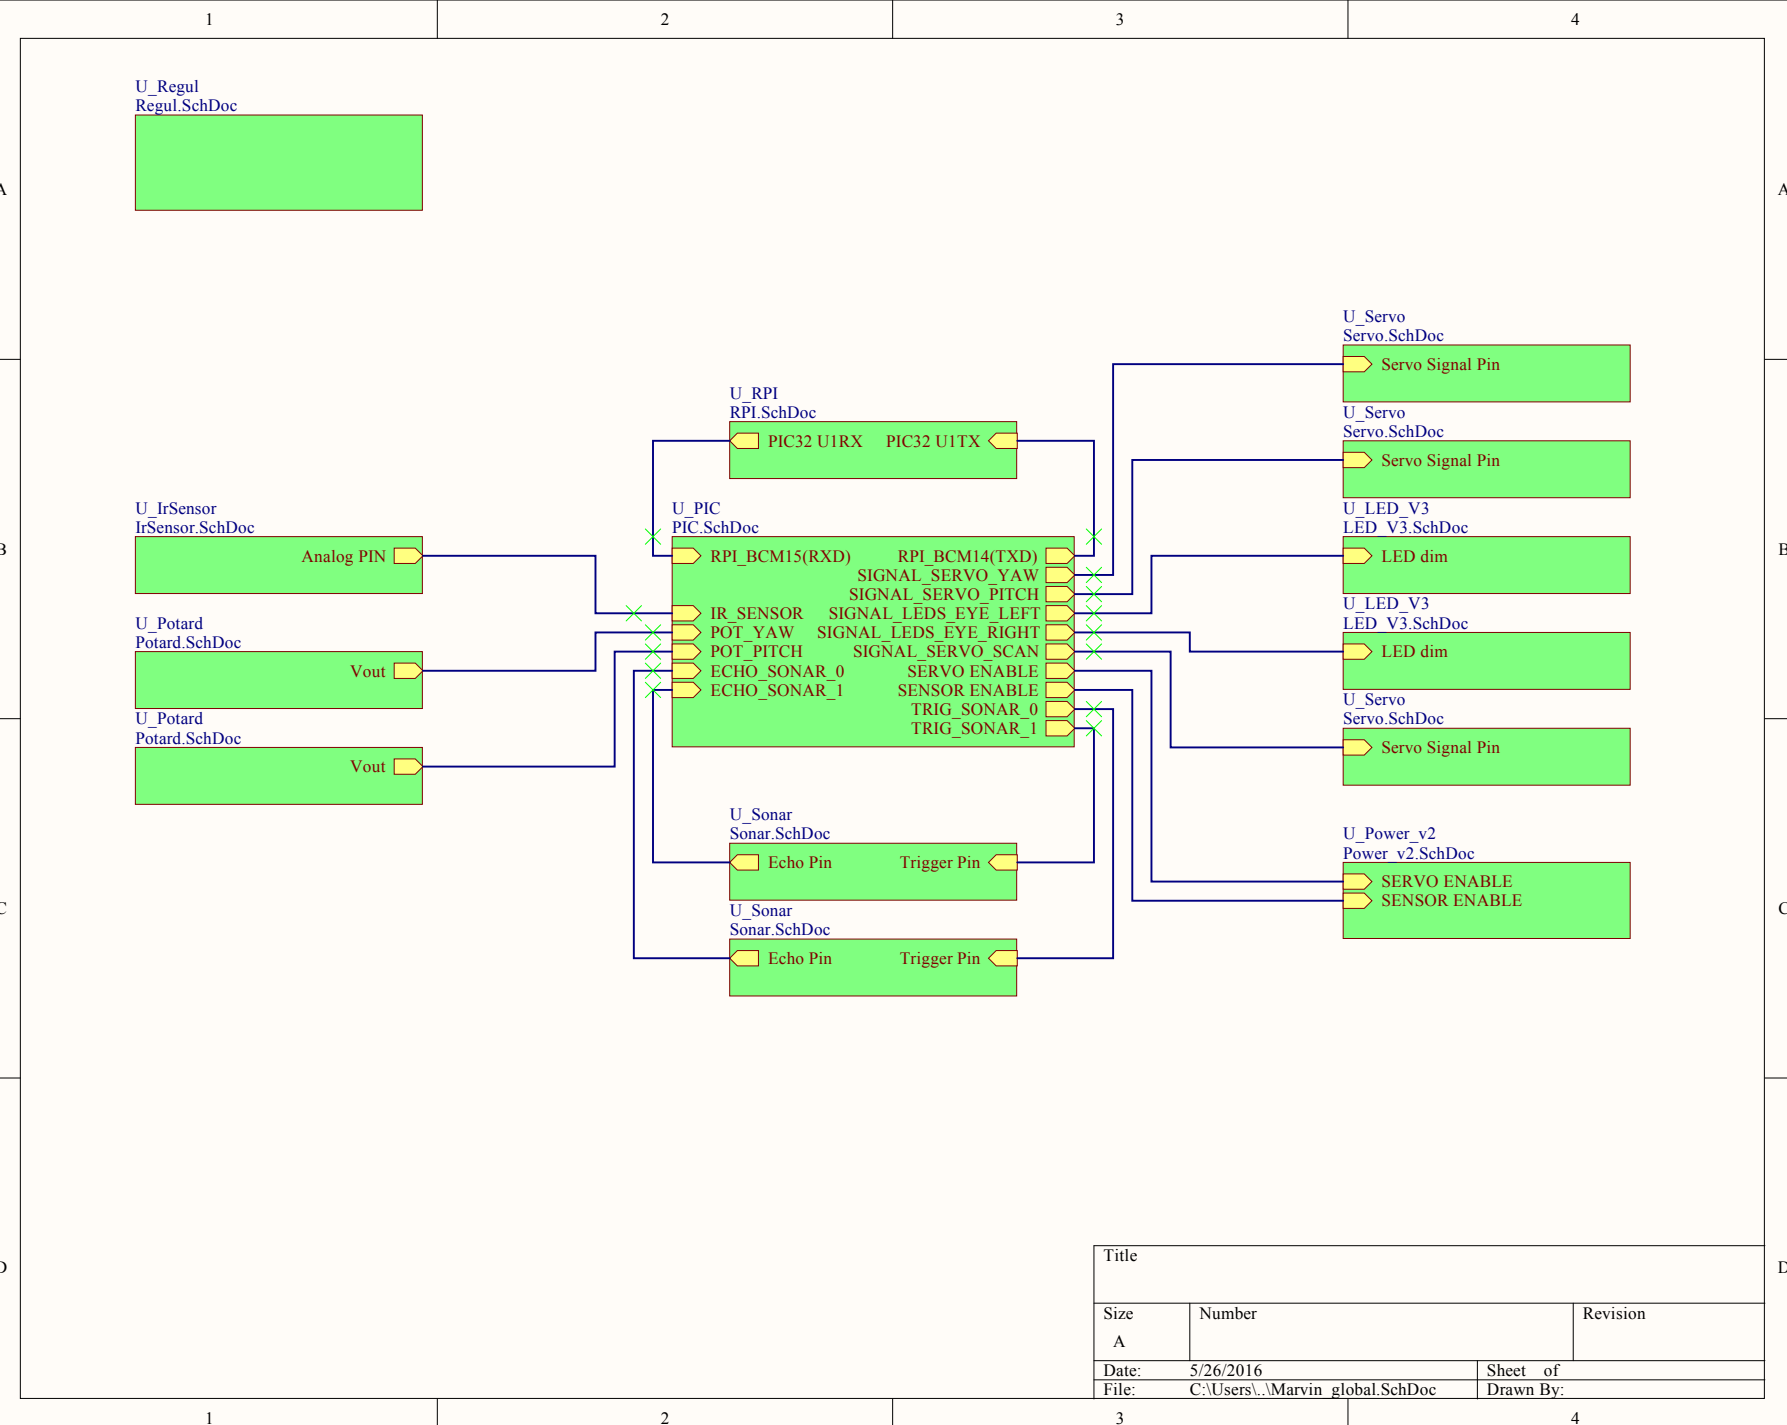 1 2 3 4
U_Regul
Regul.SchDoc
A A
U_Servo
Servo.SchDoc
Servo Signal Pin
U_RPI
RPI.SchDoc
PIC32 U1RX PIC32 U1TX
U_Servo
Servo.SchDoc
Servo Signal Pin
U_IrSensor
IrSensor.SchDoc
Analog PIN
U_PIC
PIC.SchDoc
U_LED_V3
LED_V3.SchDoc
LED dim
B B
RPI_BCM15(RXD) RPI_BCM14(TXD)
SIGNAL_SERVO_YAW
SIGNAL_SERVO_PITCH
IR_SENSOR SIGNAL_LEDS_EYE_LEFT
POT_YAW SIGNAL_LEDS_EYE_RIGHT
POT_PITCH SIGNAL_SERVO_SCAN
ECHO_SONAR_0 SERVO ENABLE
ECHO_SONAR_1 SENSOR ENABLE
TRIG_SONAR_0
TRIG_SONAR_1
U_Potard
Potard.SchDoc
Vout
U_LED_V3
LED_V3.SchDoc
LED dim
U_Potard
Potard.SchDoc
Vout
U_Servo
Servo.SchDoc
Servo Signal Pin
U_Sonar
Sonar.SchDoc
Echo Pin Trigger Pin
U_Power_v2
Power_v2.SchDoc
SERVO ENABLE
SENSOR ENABLE
C C
U_Sonar
Sonar.SchDoc
Echo Pin Trigger Pin
D D
Title
Size Number Revision
A
Date: 5/26/2016 Sheet of
File: C:\Users\..\Marvin_global.SchDoc Drawn By:
1 2 3 4